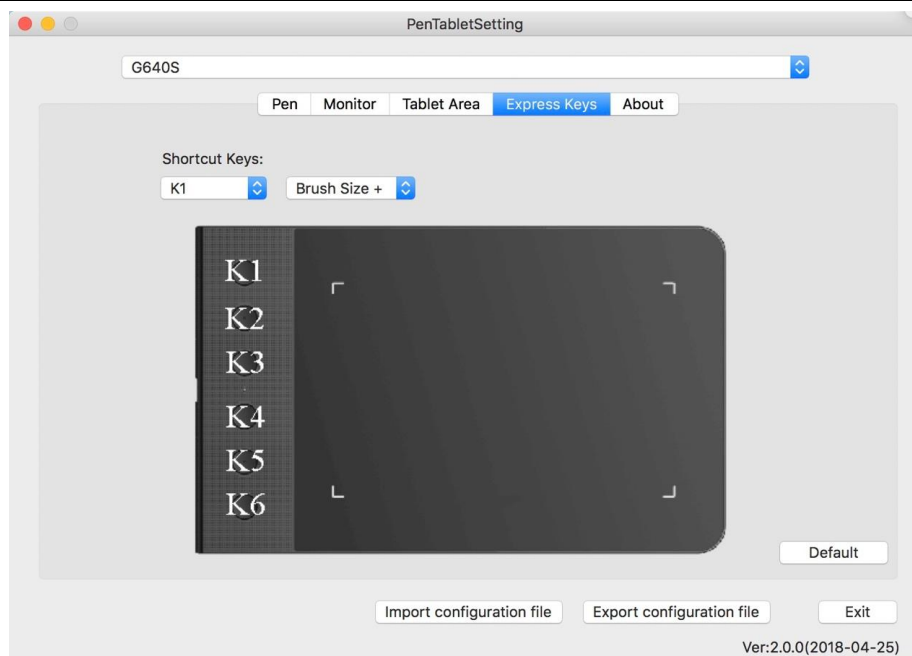 PenTabletSetting
G640S
Pen Monitor Tablet Area Express Keys About
Shortcut Keys:
K1 Brush Size +
K1
K2
K3
K4
K5
K6
Default
Import configuration file Export configuration file Exit
Ver:2.0.0(2018-04-25)